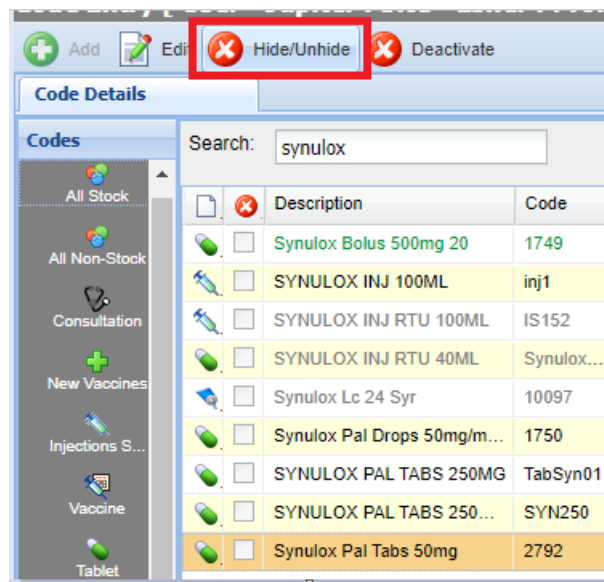 Add Edit Hide/Unhide Deactivate
Code Details
Codes
Search: synulox
All Stock
All Non-Stock
Consultation
New Vaccines
Injections S...
Vaccine
Tablet
Description Code
Synulox Bolus 500mg 20 1749
SYNULOX INJ 100ML inj1
SYNULOX INJ RTU 100ML IS152
SYNULOX INJ RTU 40ML Synulox...
Synulox Lc 24 Syr 10097
Synulox Pal Drops 50mg/m... 1750
SYNULOX PAL TABS 250MG TabSyn01
SYNULOX PAL TABS 250... SYN250
Synulox Pal Tabs 50mg 2792